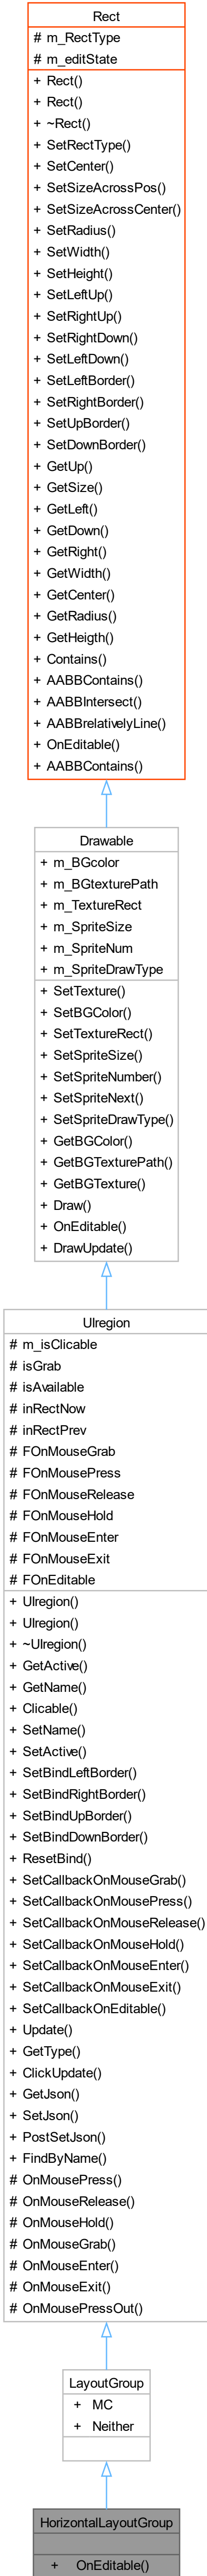 Rect
# m_RectType
# m_editState
+ Rect()
+ Rect()
+ ~Rect()
+ SetRectType()
+ SetCenter()
+ SetSizeAcrossPos()
+ SetSizeAcrossCenter()
+ SetRadius()
+ SetWidth()
+ SetHeight()
+ SetLeftUp()
+ SetRightUp()
+ SetRightDown()
+ SetLeftDown()
+ SetLeftBorder()
+ SetRightBorder()
+ SetUpBorder()
+ SetDownBorder()
+ GetUp()
+ GetSize()
+ GetLeft()
+ GetDown()
+ GetRight()
+ GetWidth()
+ GetCenter()
+ GetRadius()
+ GetHeigth()
+ Contains()
+ AABBContains()
+ AABBIntersect()
+ AABBrelativelyLine()
+ OnEditable()
+ AABBContains()
Drawable
+ m_BGcolor
+ m_BGtexturePath
+ m_TextureRect
+ m_SpriteSize
+ m_SpriteNum
+ m_SpriteDrawType
+ SetTexture()
+ SetBGColor()
+ SetTextureRect()
+ SetSpriteSize()
+ SetSpriteNumber()
+ SetSpriteNext()
+ SetSpriteDrawType()
+ GetBGColor()
+ GetBGTexturePath()
+ GetBGTexture()
+ Draw()
+ OnEditable()
+ DrawUpdate()
UIregion
# m_isClicable
# isGrab
# isAvailable
# inRectNow
# inRectPrev
# FOnMouseGrab
# FOnMousePress
# FOnMouseRelease
# FOnMouseHold
# FOnMouseEnter
# FOnMouseExit
# FOnEditable
+ UIregion()
+ UIregion()
+ ~UIregion()
+ GetActive()
+ GetName()
+ Clicable()
+ SetName()
+ SetActive()
+ SetBindLeftBorder()
+ SetBindRightBorder()
+ SetBindUpBorder()
+ SetBindDownBorder()
+ ResetBind()
+ SetCallbackOnMouseGrab()
+ SetCallbackOnMousePress()
+ SetCallbackOnMouseRelease()
+ SetCallbackOnMouseHold()
+ SetCallbackOnMouseEnter()
+ SetCallbackOnMouseExit()
+ SetCallbackOnEditable()
+ Update()
+ GetType()
+ ClickUpdate()
+ GetJson()
+ SetJson()
+ PostSetJson()
+ FindByName()
# OnMousePress()
# OnMouseRelease()
# OnMouseHold()
# OnMouseGrab()
# OnMouseEnter()
# OnMouseExit()
# OnMousePressOut()
LayoutGroup
+ MC
+ Neither
HorizontalLayoutGroup
+ OnEditable()